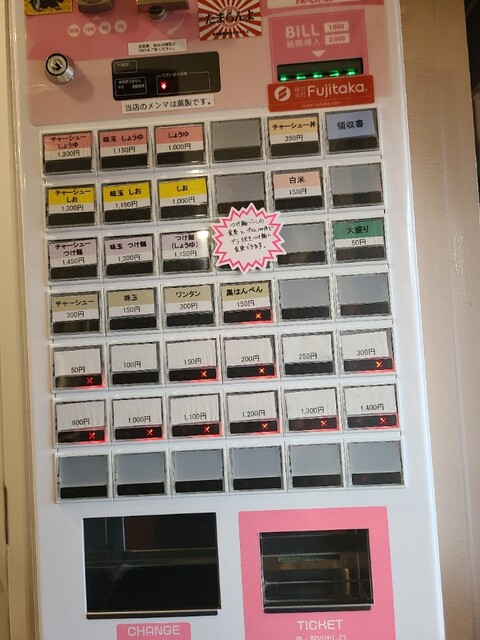 たまらんよ
BILL
紙幣挿入
1,000
2,000
Fujitaka
当店のメンマは薫製です。
チャーシュー しょうゆ
1,300円
味玉 しょうゆ
1,150円
しょうゆ
1,000円
チャーシュー丼
350円
領収書
チャーシュー しお
1,300円
味玉 しお
1,150円
しお
1,000円
白米
150円
チャーシュー つけ麺
1,450円
味玉 つけ麺
1,300円
つけ麺 (しょうゆ)
1,150円
大盛り
50円
チャーシュー
300円
味玉
150円
ワンタン
300円
黒はんぺん
150円
50円
100円
150円
200円
250円
300円
800円
1,000円
1,100円
1,200円
1,300円
1,400円
CHANGE
TICKET